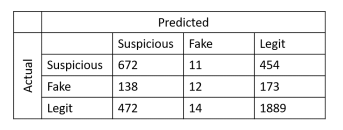 Predicted
Suspicious Fake Legit
Actual
Suspicious 672 11 454
Fake 138 12 173
Legit 472 14 1889